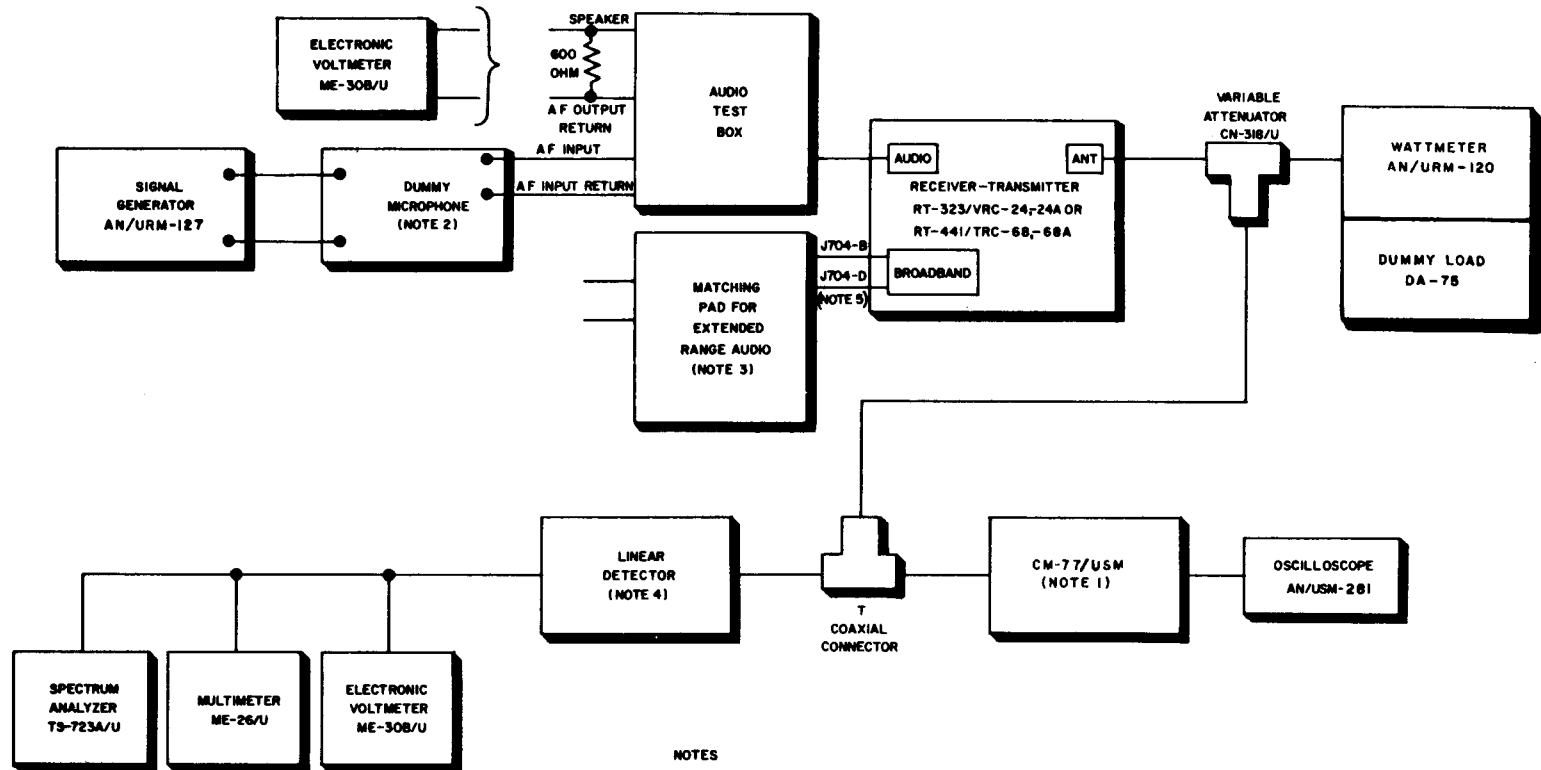 ELECTRONIC
VOLTMETER
ME-30B/U
SPEAKER
600
OHM
AF OUTPUT
RETURN
AF INPUT
AF INPUT RETURN
AUDIO
TEST
BOX
SIGNAL
GENERATOR
AN/URM-127
DUMMY
MICROPHONE
(NOTE 2)
AUDIO
ANT
RECEIVER-TRANSMITTER
RT-323/VRC-24,-24A OR
RT-441/TRC-68,-68A
BROADBAND
J704-B
J704-D
(NOTE 5)
MATCHING
PAD FOR
EXTENDED
RANGE AUDIO
(NOTE 3)
VARIABLE
ATTENUATOR
CN-318/U
WATTMETER
AN/URM-120
DUMMY LOAD
DA-75
LINEAR
DETECTOR
(NOTE 4)
T
COAXIAL
CONNECTOR
CM-77/USM
(NOTE 1)
OSCILLOSCOPE
AN/USM-281
SPECTRUM
ANALYZER
TS-723A/U
MULTIMETER
ME-26/U
ELECTRONIC
VOLTMETER
ME-30B/U
NOTES